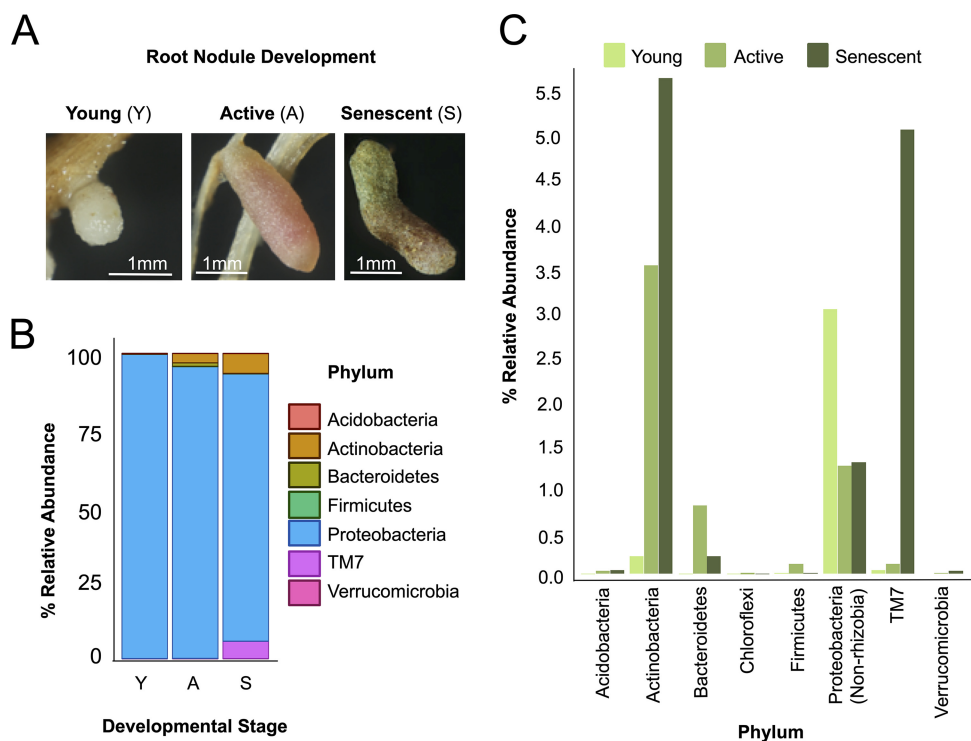 A
Root Nodule Development
Young (Y)
Active (A)
Senescent (S)
1mm
1mm
1mm
B
% Relative Abundance
100
75
50
25
0
Y
A
S
Developmental Stage
Phylum
Acidobacteria
Actinobacteria
Bacteroidetes
Firmicutes
Proteobacteria
TM7
Verrucomicrobia
C
Young
Active
Senescent
% Relative Abundance
5.5
5.0
4.5
4.0
3.5
3.0
2.5
2.0
1.5
1.0
0.5
0.0
Acidobacteria
Actinobacteria
Bacteroidetes
Chloroflexi
Firmicutes
Proteobacteria
(Non-rhizobia)
TM7
Verrucomicrobia
Phylum